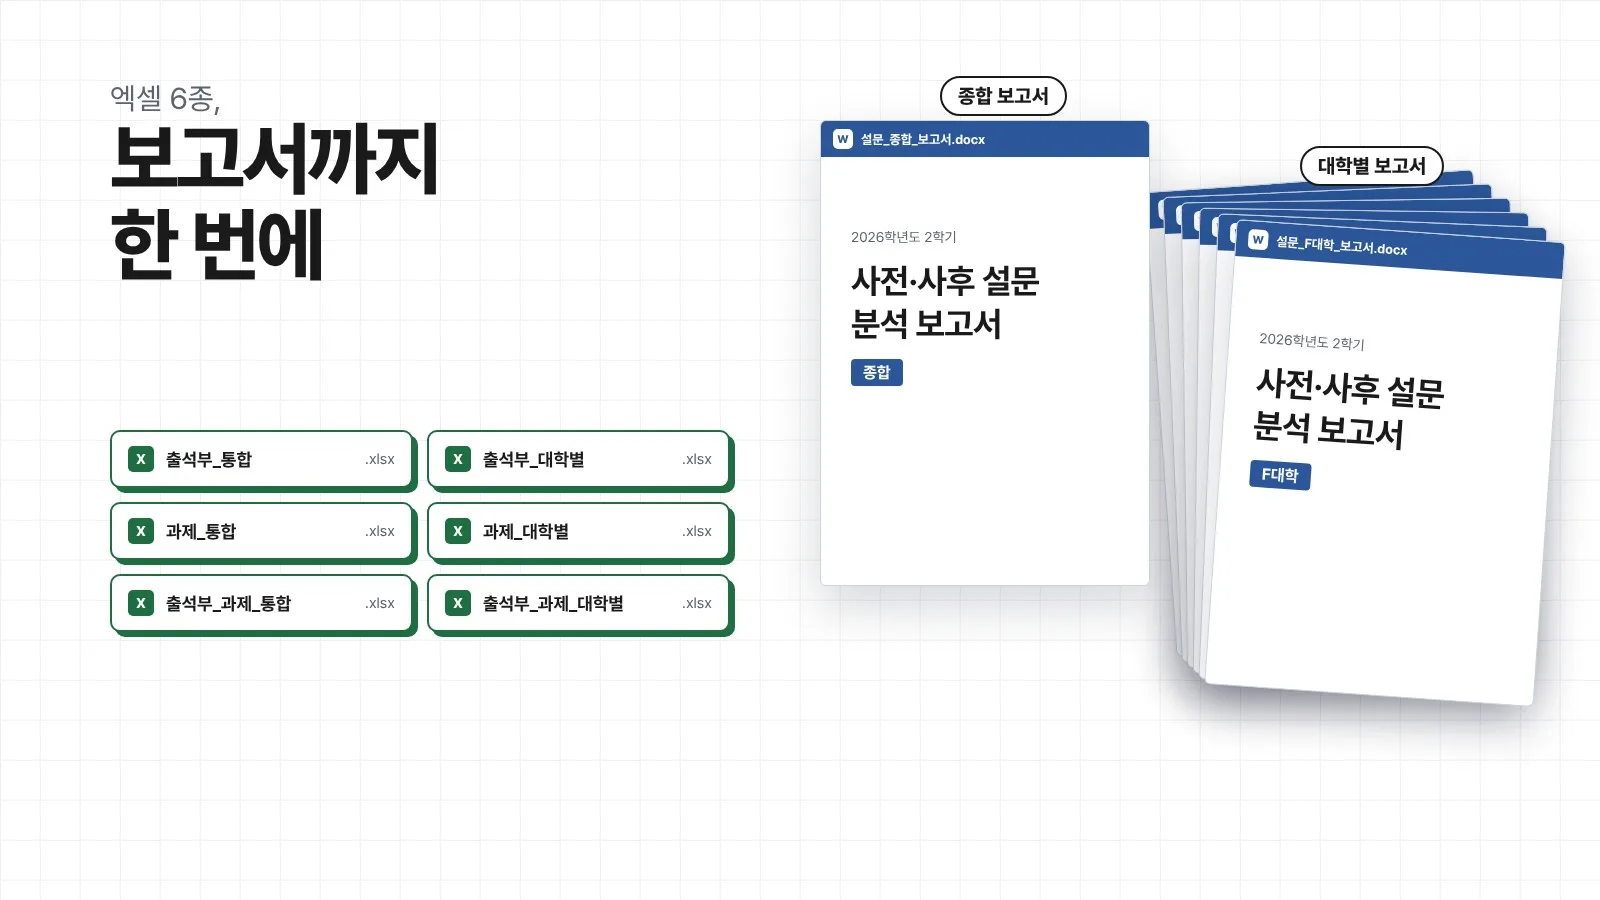 엑셀 6종,
보고서까지
한 번에
X 출석부_통합 .xlsx
X 출석부_대학별 .xlsx
X 과제_통합 .xlsx
X 과제_대학별 .xlsx
X 출석부_과제_통합 .xlsx
X 출석부_과제_대학별 .xlsx
종합 보고서
W 설문_종합_보고서.docx
2026학년도 2학기
사전·사후 설문
분석 보고서
종합
대학별 보고서
W 설문_F대학_보고서.docx
2026학년도 2학기
사전·사후 설문
분석 보고서
F대학